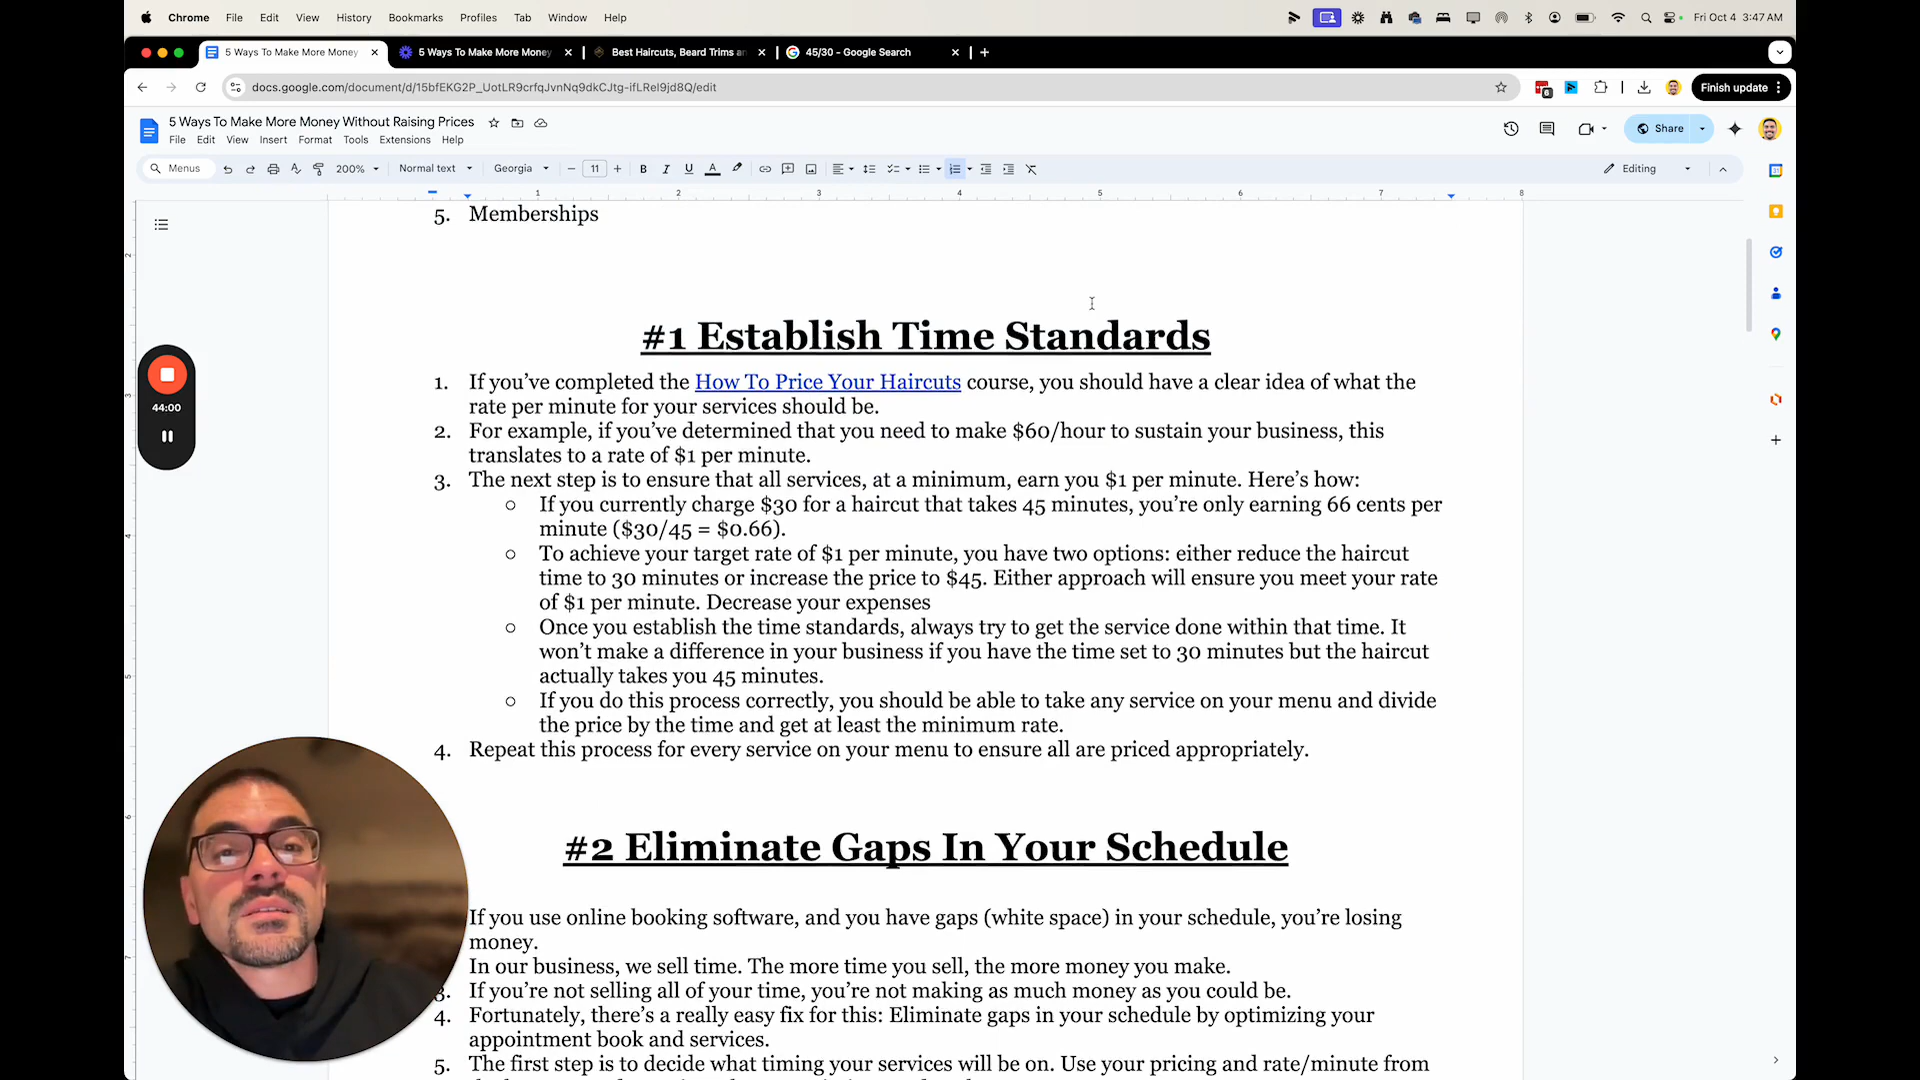 Chrome File Edit View History Bookmarks Profiles Tab Window Help Fri Oct 4 3:47 AM
5 Ways To Make More Money 5 Ways To Make More Money Best Haircuts, Beard Trims an 45/30 - Google Search
docs.google.com/document/d/15bfEKG2P_UotLR9crfqJvnNq9dkCJtg-ifLRel9jd8Q/edit 6 Finish update
5 Ways To Make More Money Without Raising Prices
File Edit View Insert Format Tools Extensions Help Share
Menus 200% Normal text Georgia 11 B I U A Editing
1 2 3 4 5 6 7 8
5. Memberships
#1 Establish Time Standards
1. If you’ve completed the How To Price Your Haircuts course, you should have a clear idea of what the
rate per minute for your services should be.
2. For example, if you’ve determined that you need to make $60/hour to sustain your business, this
translates to a rate of $1 per minute.
3. The next step is to ensure that all services, at a minimum, earn you $1 per minute. Here’s how:
○ If you currently charge $30 for a haircut that takes 45 minutes, you’re only earning 66 cents per
minute ($30/45 = $0.66).
○ To achieve your target rate of $1 per minute, you have two options: either reduce the haircut
time to 30 minutes or increase the price to $45. Either approach will ensure you meet your rate
of $1 per minute. Decrease your expenses
○ Once you establish the time standards, always try to get the service done within that time. It
won’t make a difference in your business if you have the time set to 30 minutes but the haircut
actually takes you 45 minutes.
○ If you do this process correctly, you should be able to take any service on your menu and divide
the price by the time and get at least the minimum rate.
4. Repeat this process for every service on your menu to ensure all are priced appropriately.
44:00
#2 Eliminate Gaps In Your Schedule
If you use online booking software, and you have gaps (white space) in your schedule, you’re losing
money.
In our business, we sell time. The more time you sell, the more money you make.
3. If you’re not selling all of your time, you’re not making as much money as you could be.
4. Fortunately, there’s a really easy fix for this: Eliminate gaps in your schedule by optimizing your
appointment book and services.
5. The first step is to decide what timing your services will be on. Use your pricing and rate/minute from